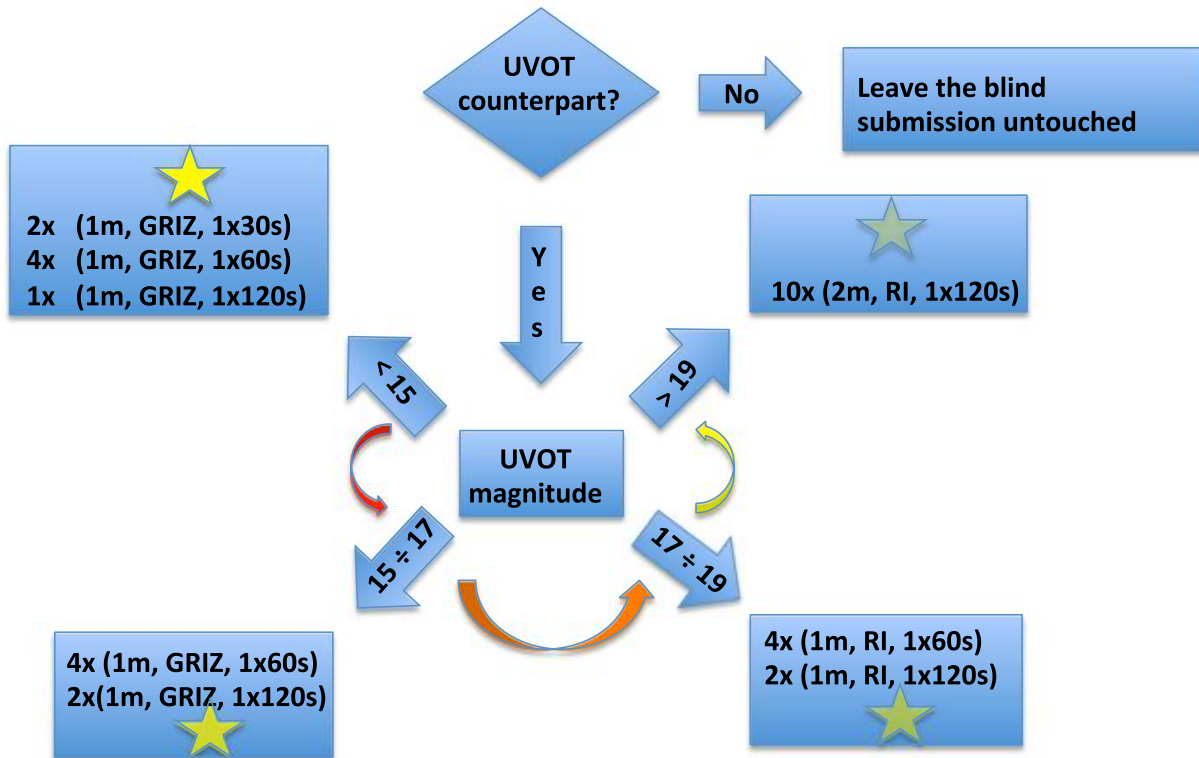 UVOT
counterpart?
No
Leave the blind
submission untouched
2x (1m, GRIZ, 1x30s)
4x (1m, GRIZ, 1x60s)
1x (1m, GRIZ, 1x120s)
Yes
10x (2m, RI, 1x120s)
< 15
> 19
UVOT
magnitude
15 ÷ 17
17 ÷ 19
4x (1m, GRIZ, 1x60s)
2x(1m, GRIZ, 1x120s)
4x (1m, RI, 1x60s)
2x (1m, RI, 1x120s)